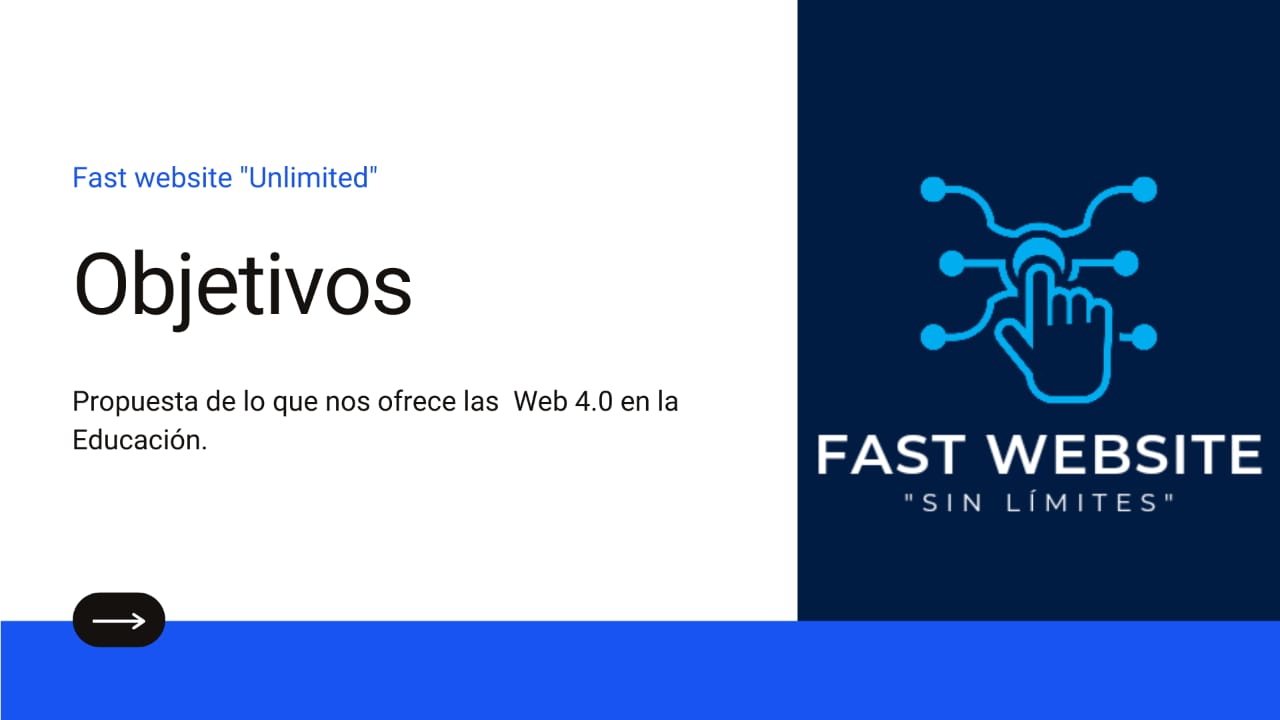 Fast website "Unlimited"
Objetivos
Propuesta de lo que nos ofrece las  Web 4.0 en la
Educación.
FAST WEBSITE
"SIN LÍMITES"